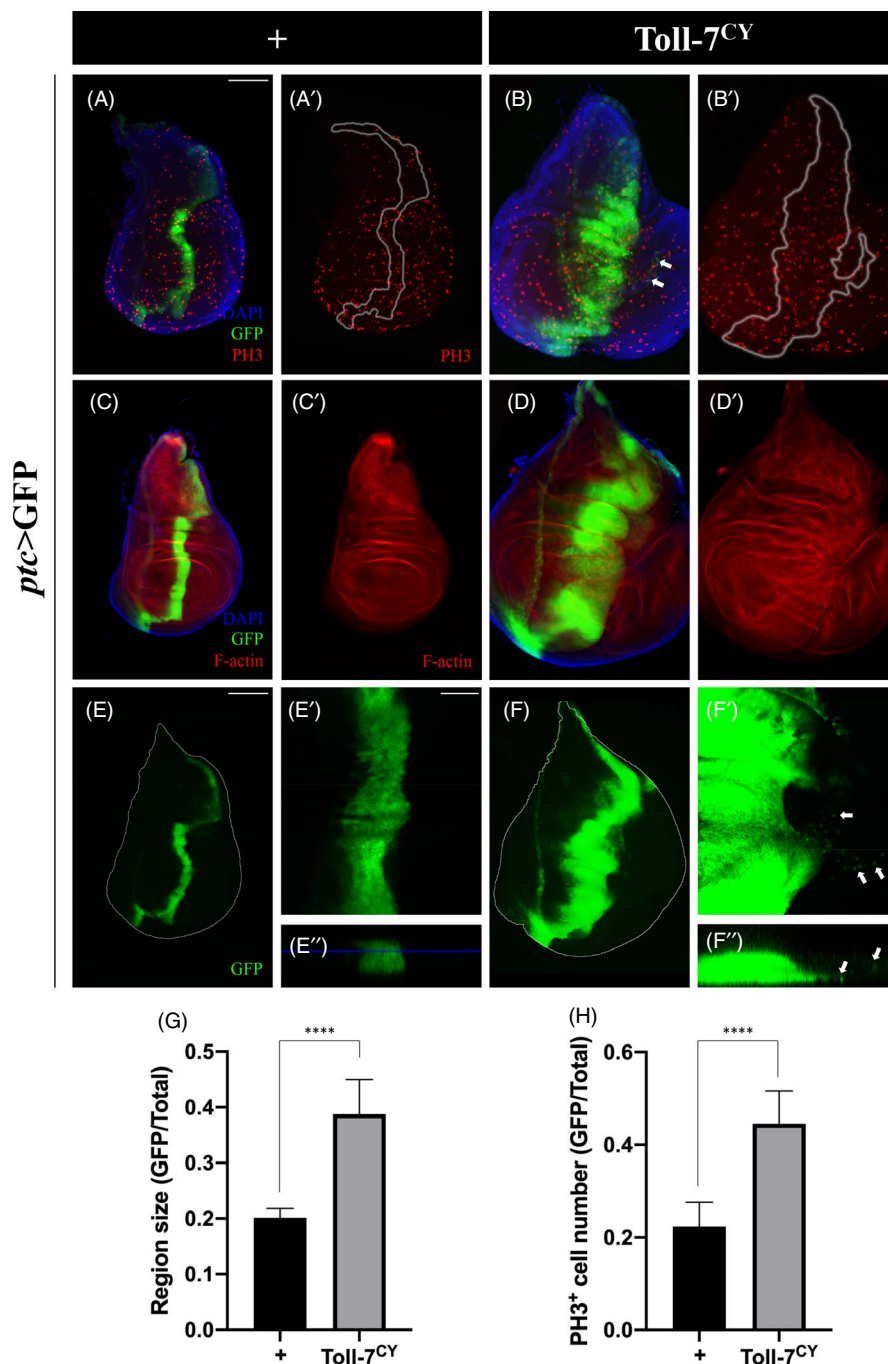 + Toll-7ᶜʸ
ptc>GFP
(A) (A′) (B) (B′)
DAPI
GFP
PH3 PH3
(C) (C′) (D) (D′)
DAPI
GFP
F-actin F-actin
(E) (E′) (F) (F′)
(E″) (F″)
GFP
(G) (H)
**** ****
Region size (GFP/Total)
0.5
0.4
0.3
0.2
0.1
0.0
+ Toll-7ᶜʸ
PH3⁺ cell number (GFP/Total)
0.6
0.4
0.2
0.0
+ Toll-7ᶜʸ